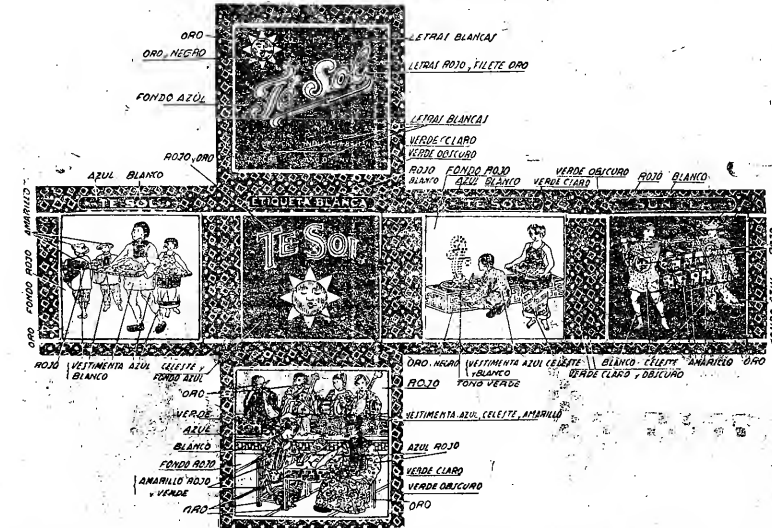 ORO
LETRAS BLANCAS
ORO, NEGRO
LETRAS ROJO, FILETE ORO
Té Sol
FONDO AZUL
LETRAS BLANCAS
VERDE CLARO
VERDE OBSCURO
ROJO, ORO
ROJO
BLANCO
FONDO ROJO
AZUL BLANCO
VERDE OBSCURO
VERDE CLARO
ROJO BLANCO
AZUL BLANCO
TE SOL
ETIQUETA BLANCA
TE SOL
ORO FONDO ROJO AMARILLO
TE SOL
ROJO
VESTIMENTA AZUL CELESTE y
BLANCO
FONDO AZUL
ORO-NEGRO
VESTIMENTA AZUL CELESTE
y BLANCO
BLANCO-CELESTE AMARILLO ORO
VERDE CLARO y OBSCURO
ROJO
TONO VERDE
ORO
VERDE
AZUL
BLANCO
FONDO ROJO
AMARILLO ROJO
y VERDE
ORO
VESTIMENTA-AZUL, CELESTE, AMARILLO
AZUL ROJO
VERDE CLARO
VERDE OBSCURO
ORO